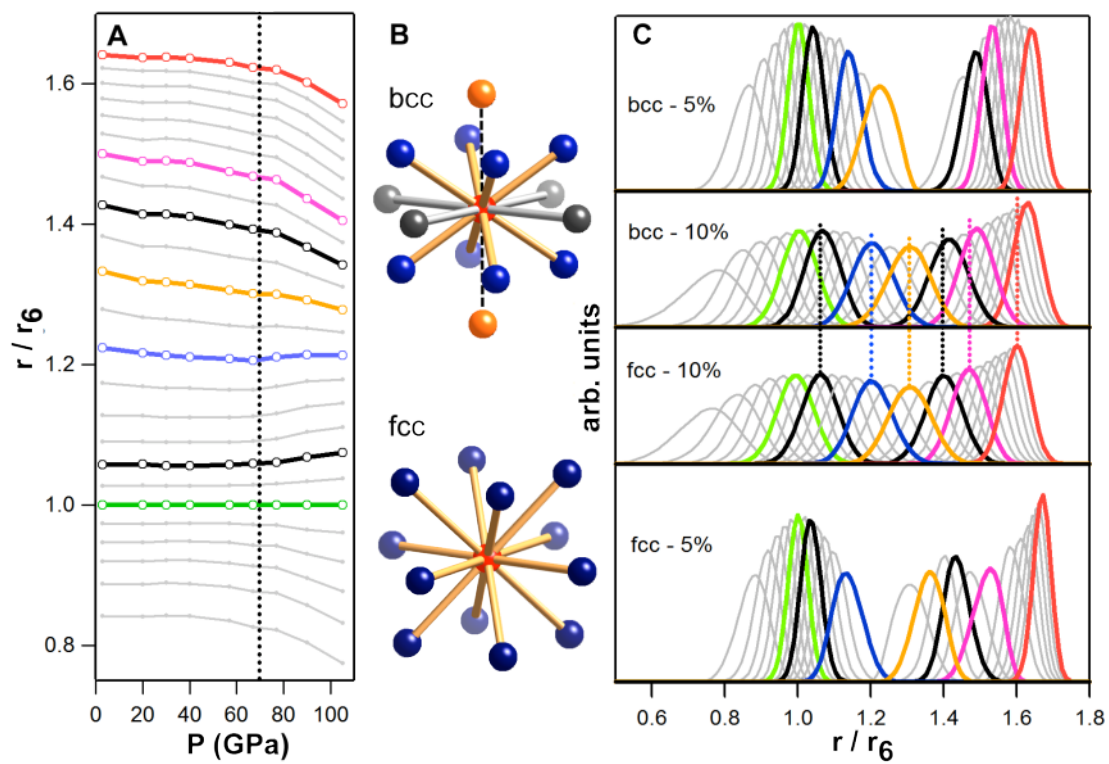 A
r / r6
1.6
1.4
1.2
1.0
0.8
0 20 40 60 80 100
P (GPa)
B
bcc
fcc
C
arb. units
bcc - 5%
bcc - 10%
fcc - 10%
fcc - 5%
0.6 0.8 1.0 1.2 1.4 1.6 1.8
r / r6